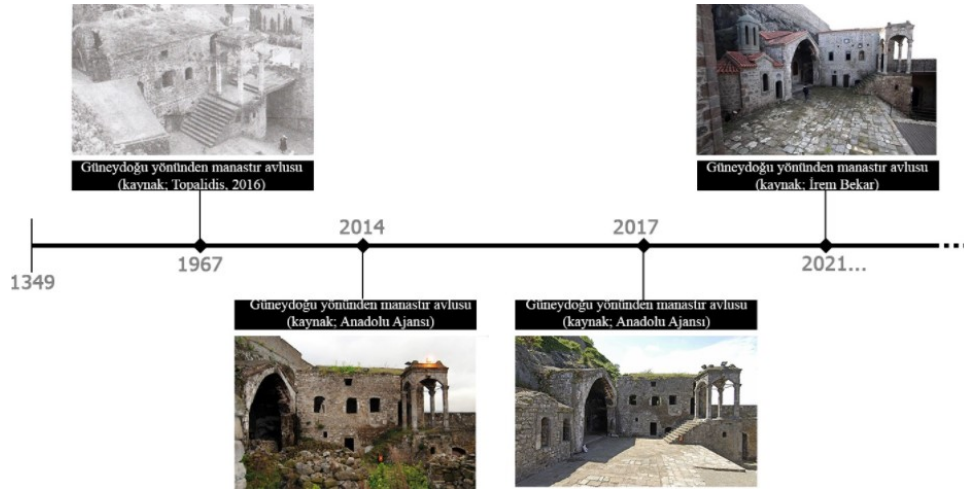 Güneydoğu yönünden manastır avlusu
(kaynak; Topalidis, 2016)
Güneydoğu yönünden manastır avlusu
(kaynak; İrem Bekar)
2014
2017
1349
1967
2021...
Güneydoğu yönünden manastır avlusu
(kaynak; Anadolu Ajansı)
Güneydoğu yönünden manastır avlusu
(kaynak; Anadolu Ajansı)